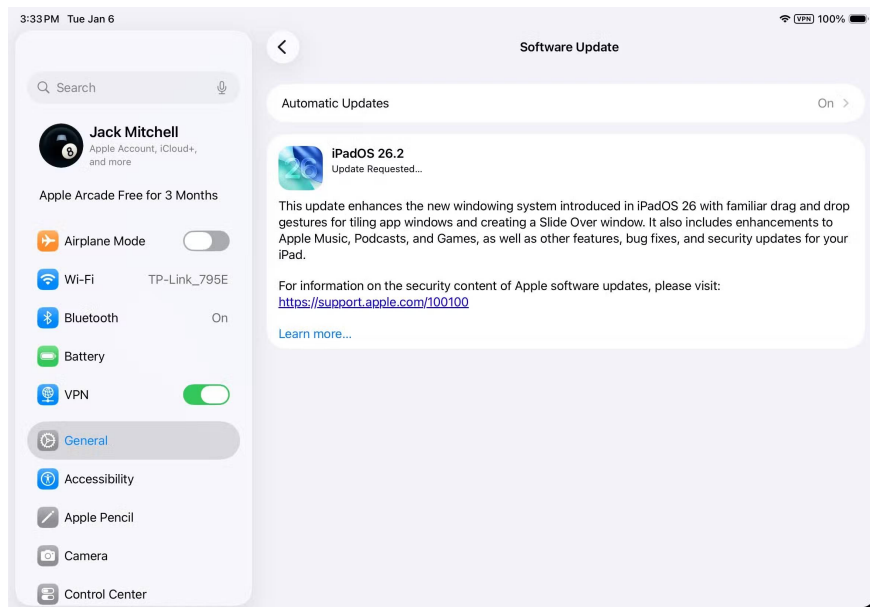 3:33 PM Tue Jan 6
VPN 100%
Search
Jack Mitchell
Apple Account, iCloud+,
and more
Apple Arcade Free for 3 Months
Airplane Mode
Wi-Fi TP-Link_795E
Bluetooth On
Battery
VPN
General
Accessibility
Apple Pencil
Camera
Control Center
Software Update
Automatic Updates On
26
iPadOS 26.2
Update Requested...
This update enhances the new windowing system introduced in iPadOS 26 with familiar drag and drop
gestures for tiling app windows and creating a Slide Over window. It also includes enhancements to
Apple Music, Podcasts, and Games, as well as other features, bug fixes, and security updates for your
iPad.
For information on the security content of Apple software updates, please visit:
https://support.apple.com/100100
Learn more...